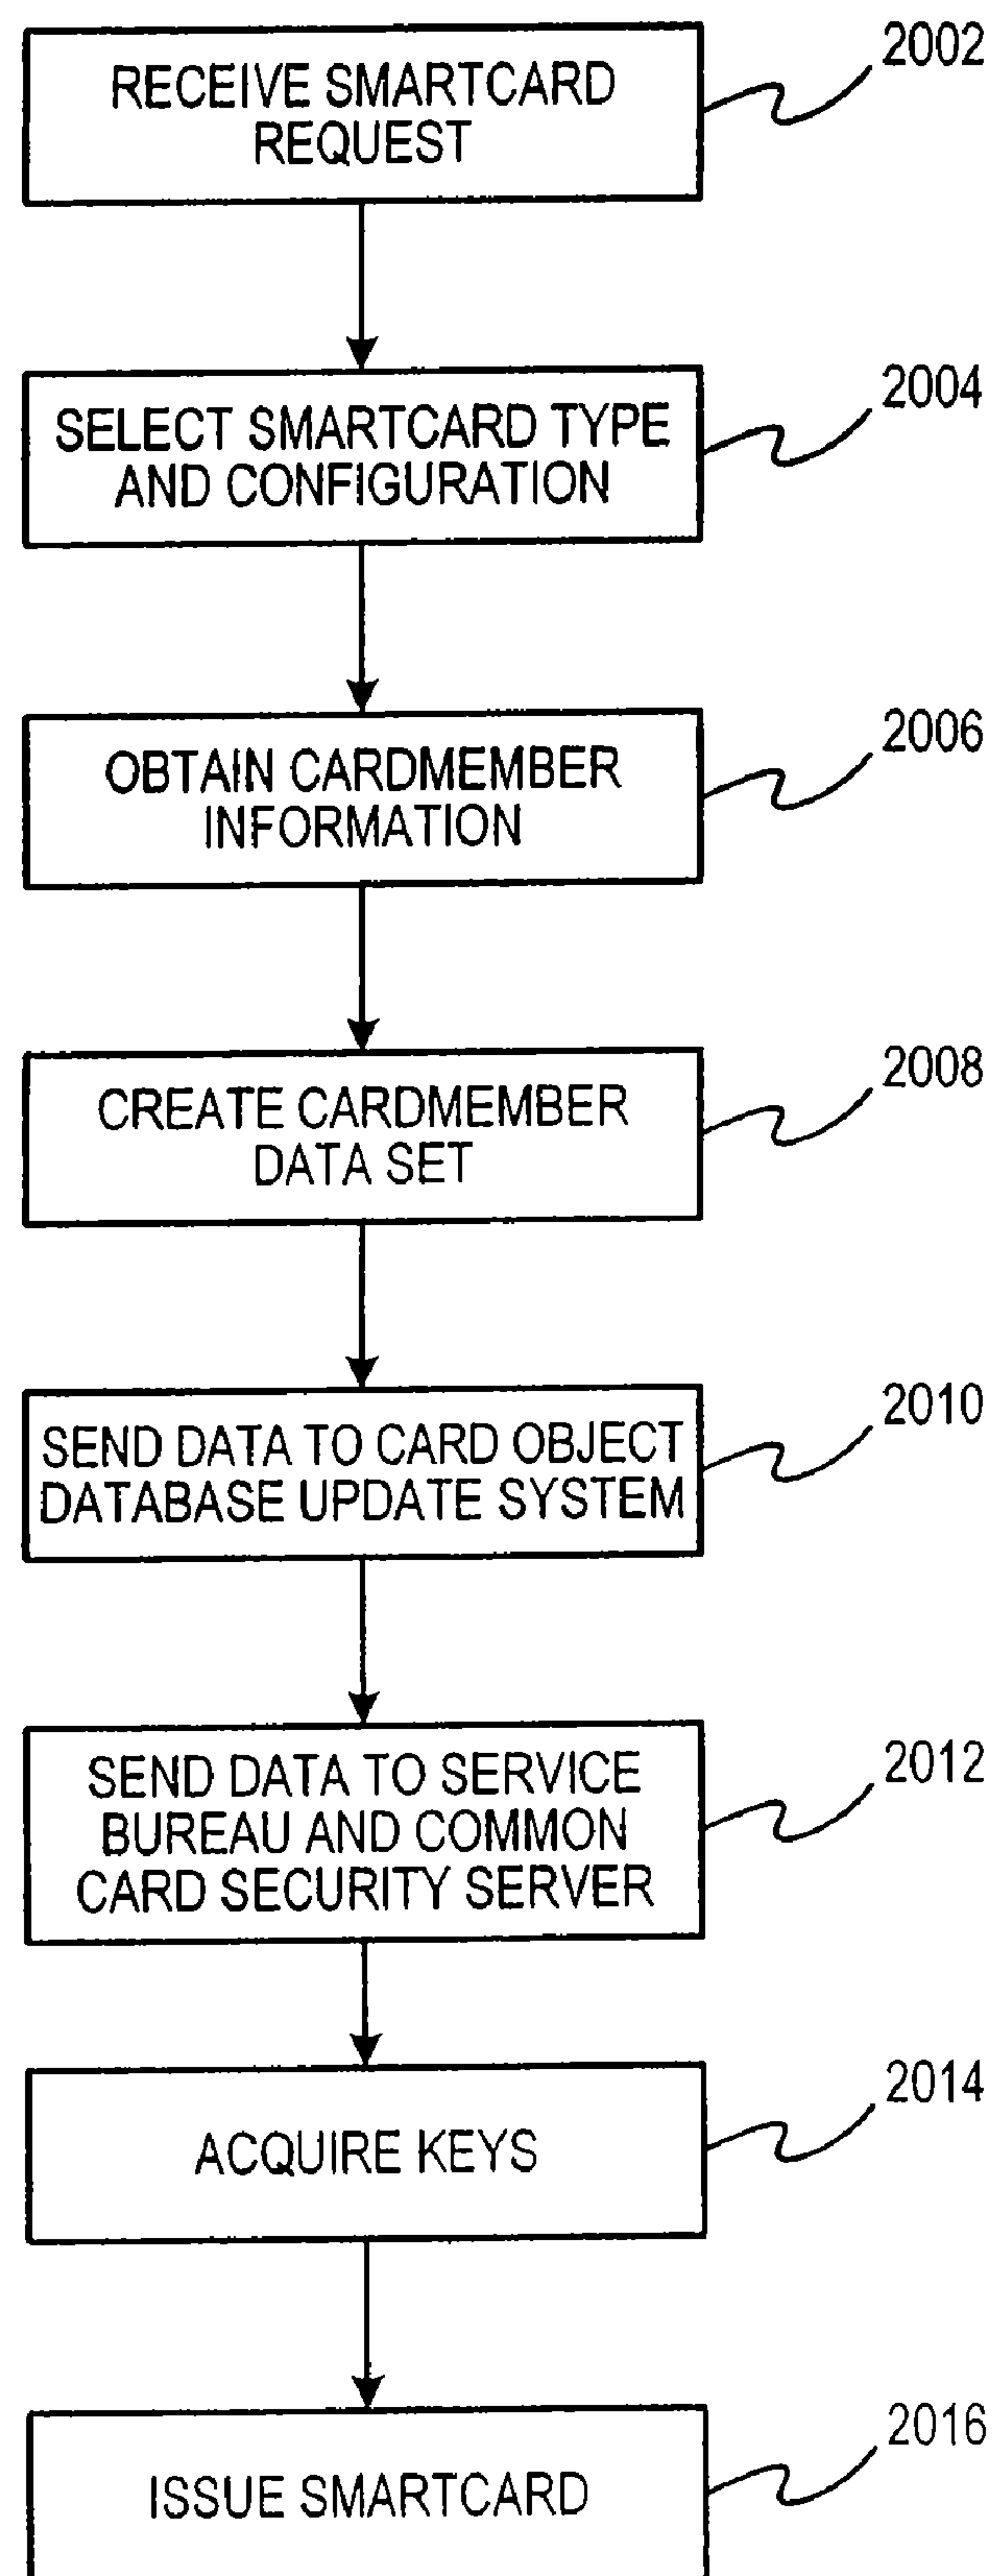 2002
RECEIVE SMARTCARD
REQUEST
2004
SELECT SMARTCARD TYPE
AND CONFIGURATION
2006
OBTAIN CARDMEMBER
INFORMATION
2008
CREATE CARDMEMBER
DATA SET
2010
SEND DATA TO CARD OBJECT
DATABASE UPDATE SYSTEM
2012
SEND DATA TO SERVICE
BUREAU AND COMMON
CARD SECURITY SERVER
2014
ACQUIRE KEYS
2016
ISSUE SMARTCARD